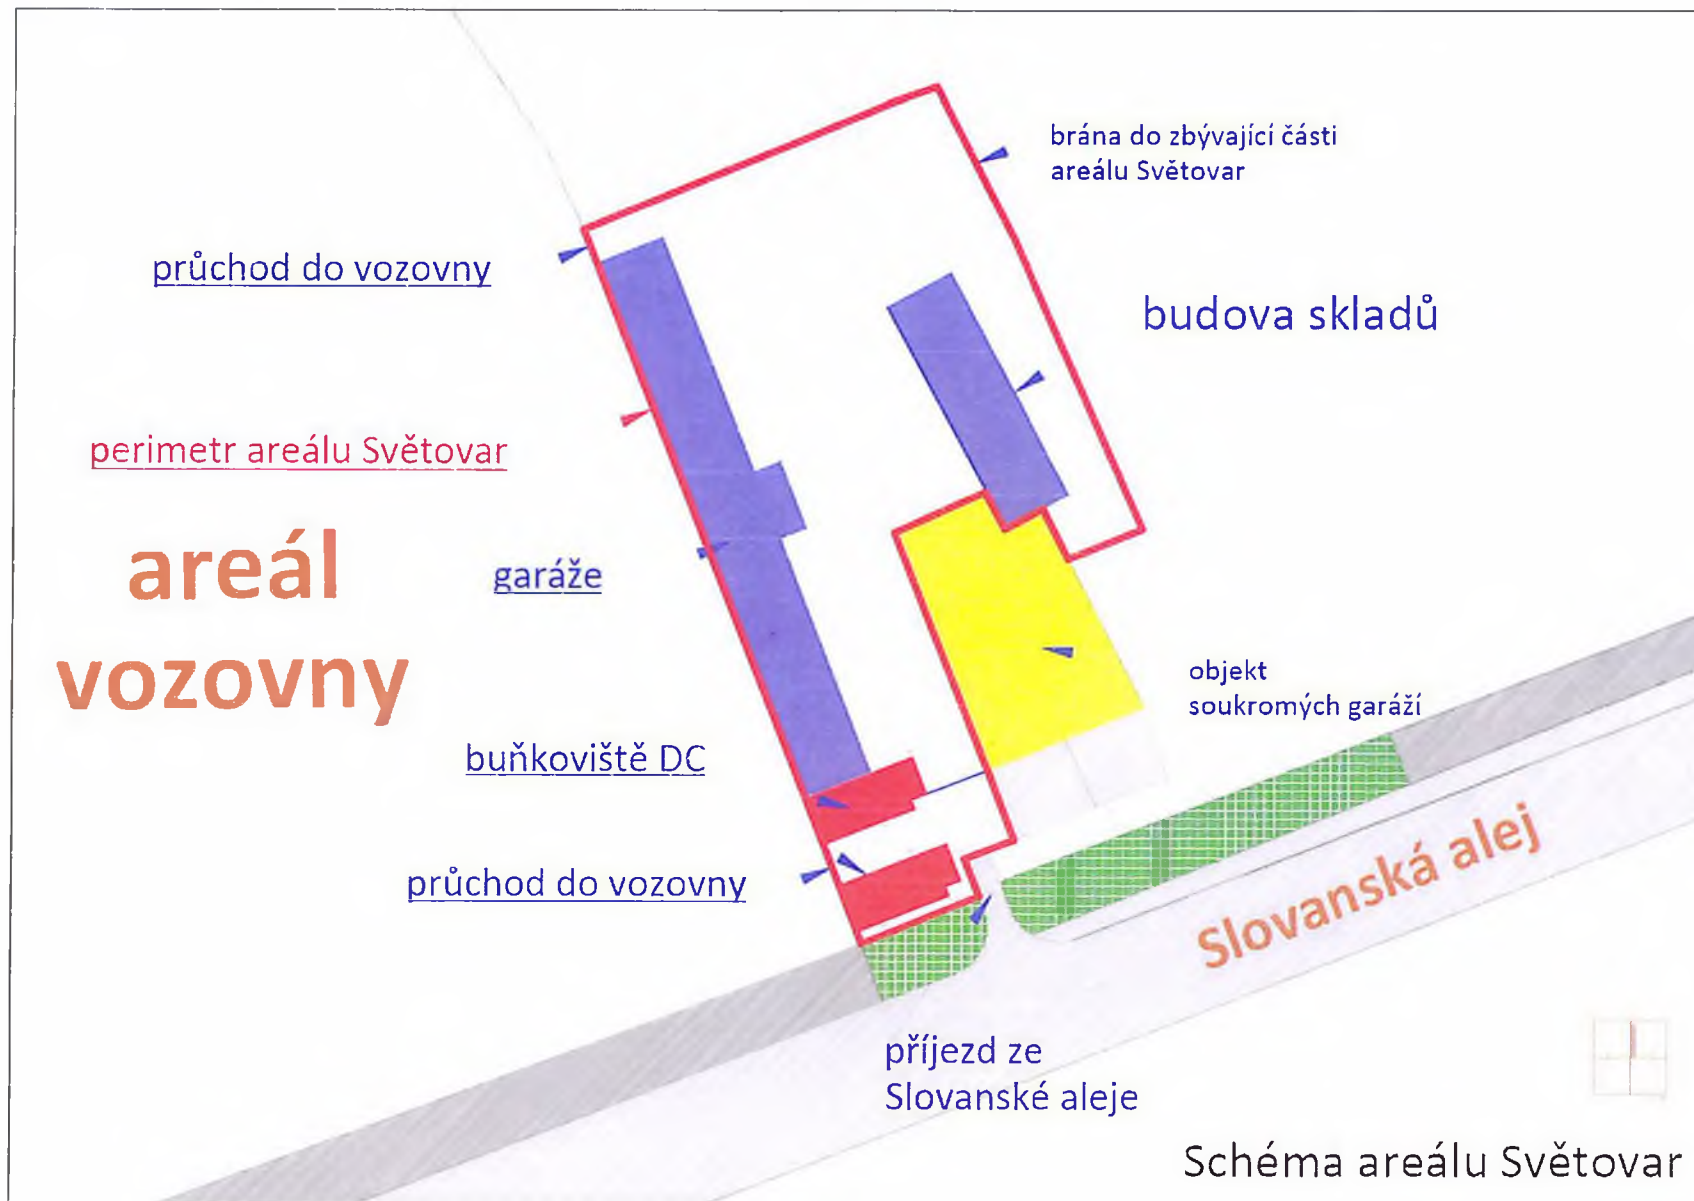 brána do zbývající části
areálu Světovar
průchod do vozovny
budova skladů
perimetr areálu Světovar
areál
vozovny
garáže
objekt
soukromých garáží
buňkoviště DC
průchod do vozovny
Slovanská alej
příjezd ze
Slovanské aleje
Schéma areálu Světovar